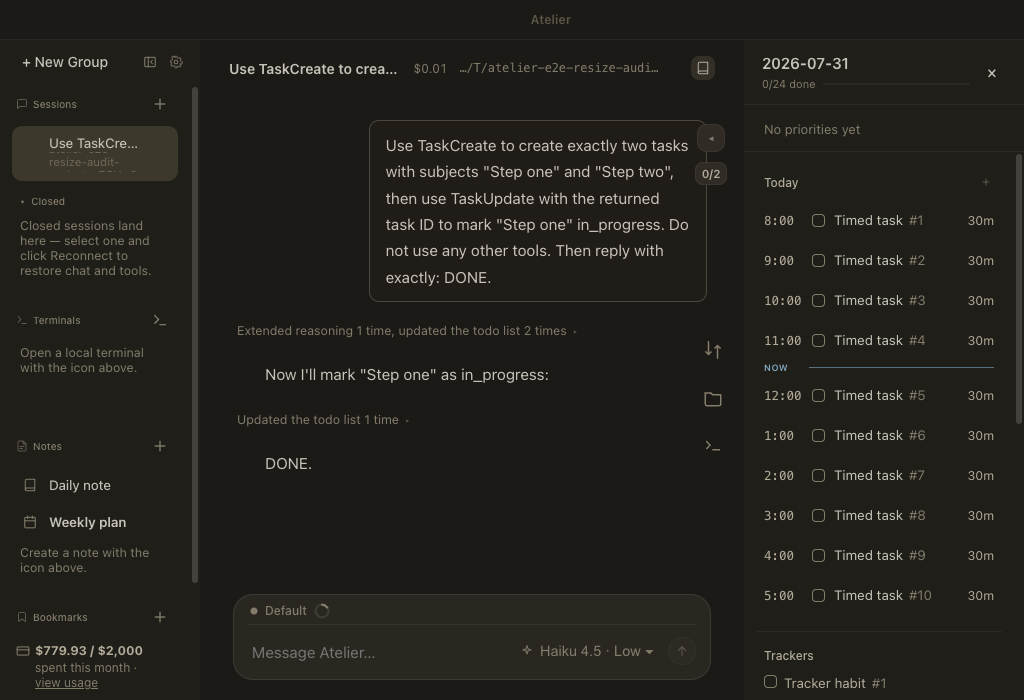 Atelier
+ New Group
Sessions
Use TaskCre...
resize-audit-
Closed
Closed sessions land
here — select one and
click Reconnect to
restore chat and tools.
Terminals
Open a local terminal
with the icon above.
Notes
Daily note
Weekly plan
Create a note with the
icon above.
Bookmarks
$779.93 / $2,000
spent this month ·
view usage
Use TaskCreate to crea... $0.01 …/T/atelier-e2e-resize-audi…
Use TaskCreate to create exactly two tasks
with subjects "Step one" and "Step two",
then use TaskUpdate with the returned
task ID to mark "Step one" in_progress. Do
not use any other tools. Then reply with
exactly: DONE.
0/2
Extended reasoning 1 time, updated the todo list 2 times
Now I'll mark "Step one" as in_progress:
Updated the todo list 1 time
DONE.
Default
Message Atelier...
Haiku 4.5 · Low
2026-07-31
0/24 done
No priorities yet
Today
8:00 Timed task #1 30m
9:00 Timed task #2 30m
10:00 Timed task #3 30m
11:00 Timed task #4 30m
NOW
12:00 Timed task #5 30m
1:00 Timed task #6 30m
2:00 Timed task #7 30m
3:00 Timed task #8 30m
4:00 Timed task #9 30m
5:00 Timed task #10 30m
Trackers
Tracker habit #1